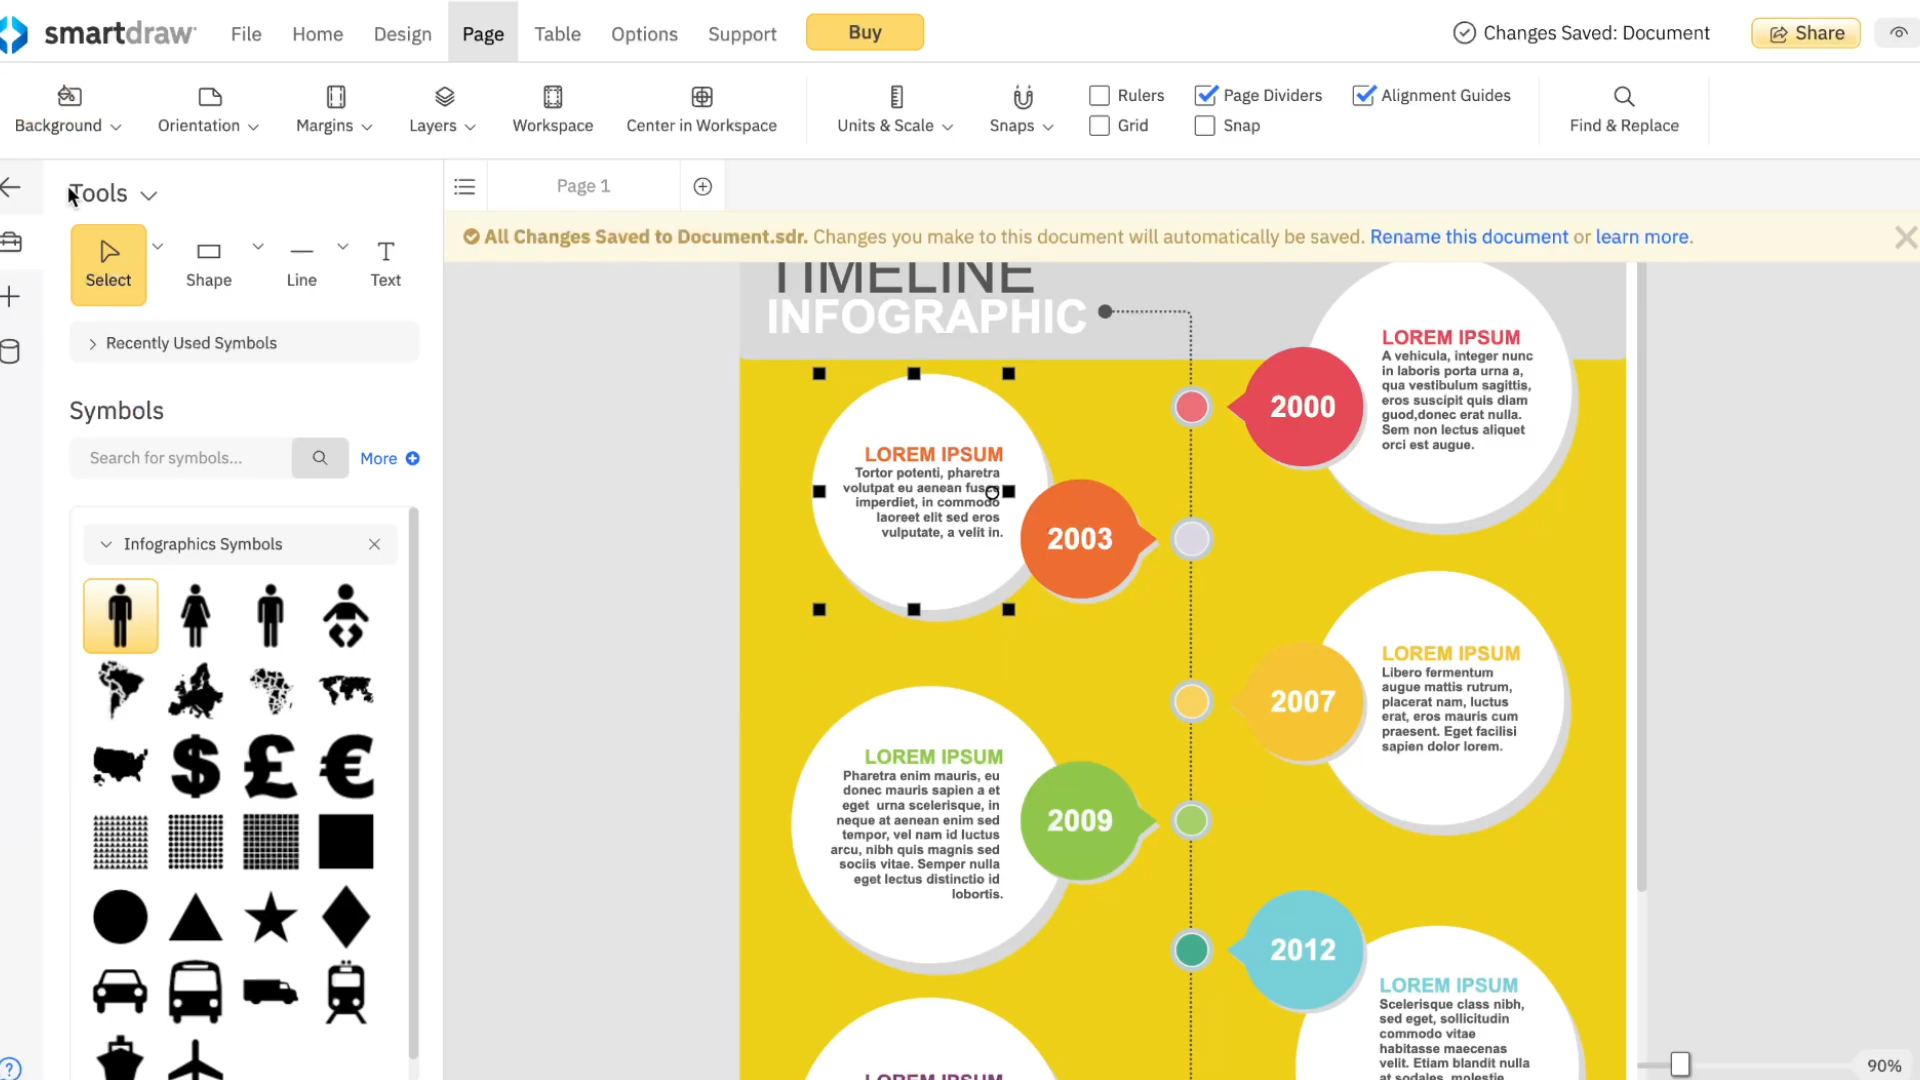 smartdraw
File
Home
Design
Page
Table
Options
Support
Buy
Changes Saved: Document
Share
Background
Orientation
Margins
Layers
Workspace
Center in Workspace
Units & Scale
Snaps
Rulers
Page Dividers
Alignment Guides
Grid
Snap
Find & Replace
Tools
Page 1
Select
Shape
Line
Text
All Changes Saved to Document.sdr. Changes you make to this document will automatically be saved. Rename this document or learn more.
Recently Used Symbols
Symbols
Search for symbols...
More
Infographics Symbols
$ £ €
TIMELINE
INFOGRAPHIC
LOREM IPSUM
A vehicula, integer nunc
in laboris porta urna a,
qua vestibulum sagittis,
eros suscipit quis diam
guod,donec erat nulla.
Sem non lectus aliquet
orci est augue.
2000
LOREM IPSUM
Tortor potenti, pharetra
volutpat eu aenean fusce
imperdiet, in commodo
laoreet elit sed eros
vulputate, a velit in.
2003
LOREM IPSUM
Libero fermentum
augue mattis rutrum,
placerat nam, luctus
erat, eros mauris cum
praesent. Eget facilisi
sapien dolor lorem.
2007
LOREM IPSUM
Pharetra enim mauris, eu
donec mauris sapien a et
eget urna scelerisque, in
neque at aenean enim sed
tempor, vel nam id luctus
arcu, nibh quis magnis sed
sociis vitae. Semper nulla
eget lectus distinctio id
lobortis.
2009
2012
LOREM IPSUM
Scelerisque class nibh,
sed eget, sollicitudin
commodo vitae
habitasse maecenas
velit. Etiam blandit nulla
at sodales, molestie
LOREM IPSUM
?
90%